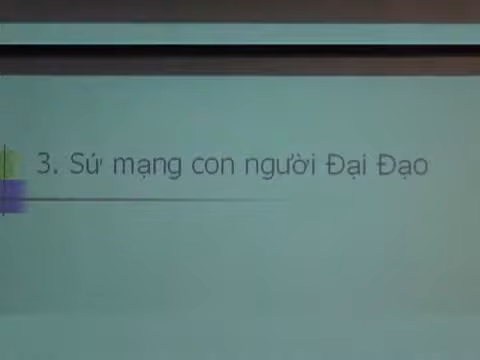 3. Sứ mạng con người Đại Đạo